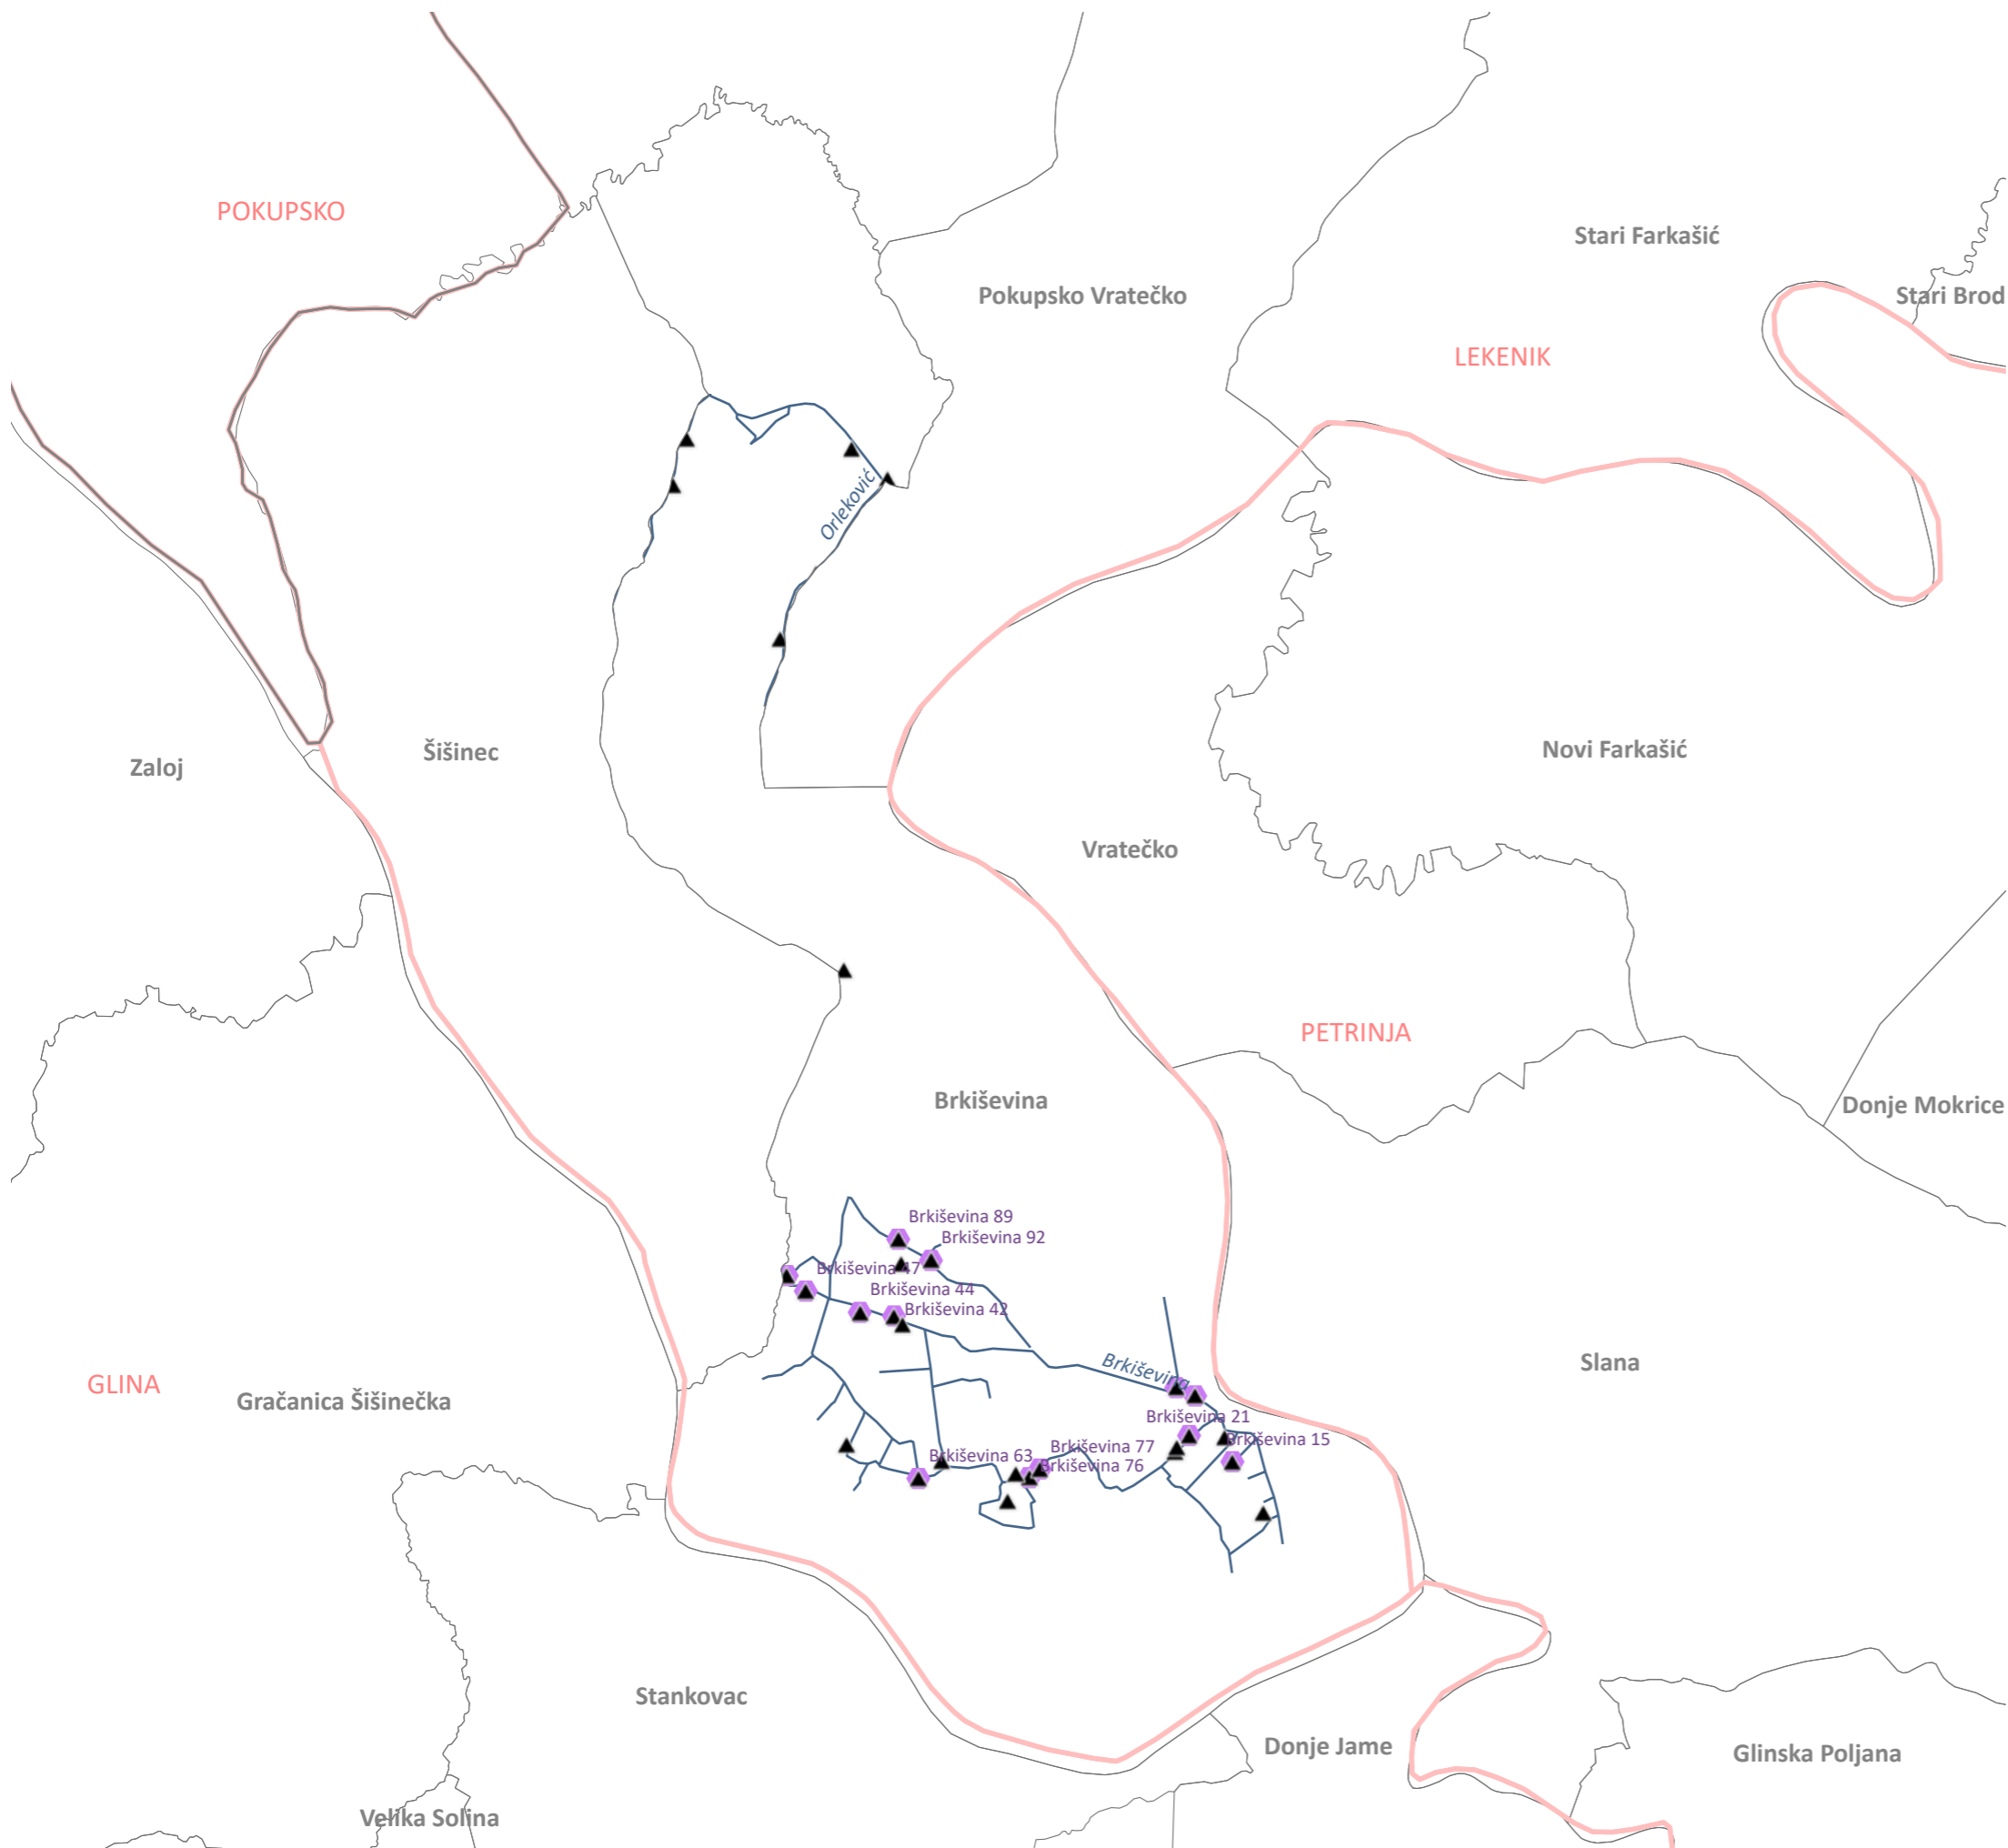 POKUPSKO
Stari Farkašić
Pokupsko Vratečko
Stari Brod
LEKENIK
Orleković
Šišinec
Novi Farkašić
Zaloj
Vratečko
PETRINJA
Brkiševina
Donje Mokrice
Brkiševina 89
Brkiševina 92
Brkiševina 47
Brkiševina 44
Brkiševina 42
Brkiševina
Slana
GLINA
Gračanica Šišinečka
Brkiševina 21
Brkiševina 15
Brkiševina 77
Brkiševina 63
Brkiševina 76
Stankovac
Donje Jame
Glinska Poljana
Velika Solina